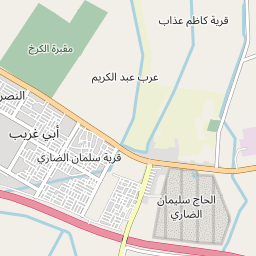 قرية كاظم عذاب
مقبرة الكرخ
عرب عبد الكريم
النصر
أبي غريب
قرية سلمان الضاري
الحاج سليمان
الضاري